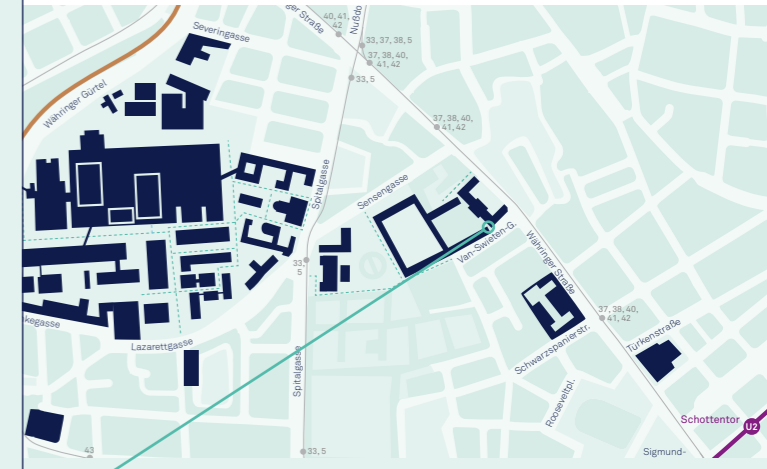 ger Straße
40, 41,
42
Nußdo
Severingasse
33, 37, 38, 5
37, 38, 40,
41, 42
33, 5
Währinger Gürtel
37, 38, 40,
41, 42
Spitalgasse
Sensengasse
Van-Swieten-G.
Währinger Straße
33,
5
37, 38, 40,
41, 42
kegasse
Türkenstraße
Lazarettgasse
Schwarzspanierstr.
Spitalgasse
Rooseveltpl.
Schottentor
U2
43
33, 5
Sigmund-